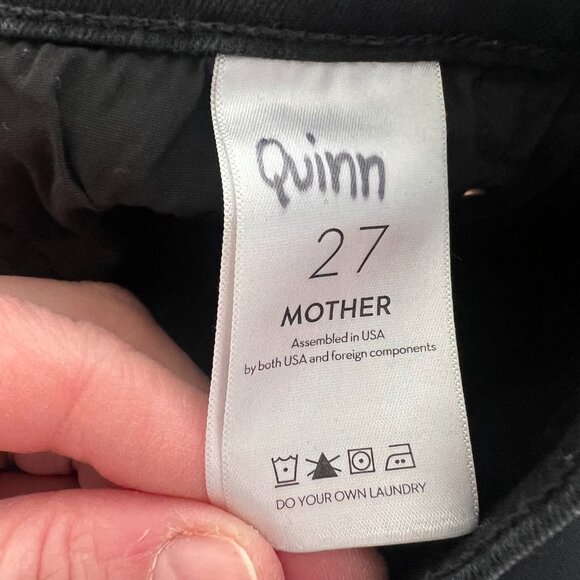 Quinn
27
MOTHER
Assembled in USA
by both USA and foreign components
DO YOUR OWN LAUNDRY